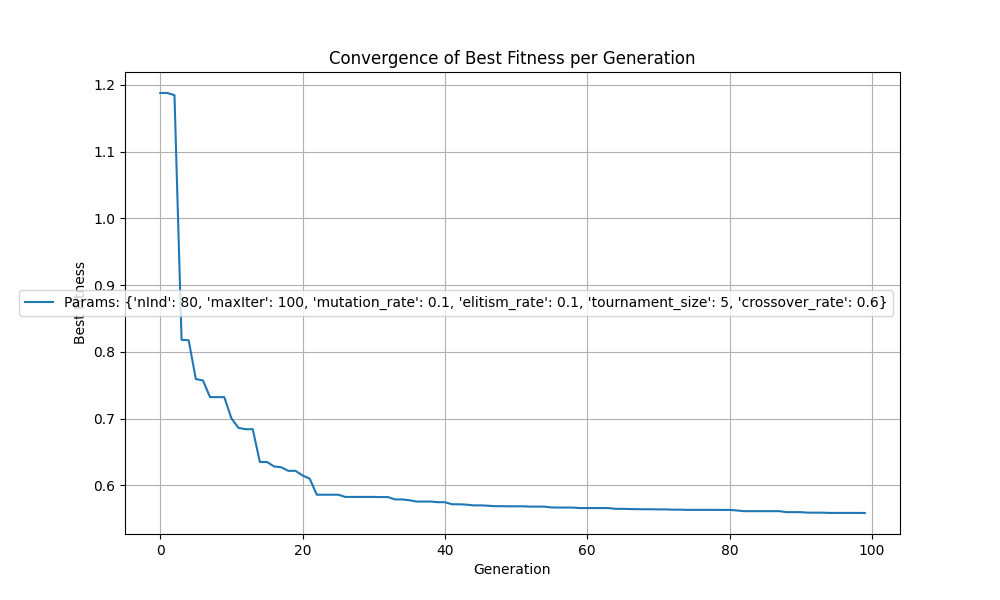 Convergence of Best Fitness per Generation
1.2
1.1
1.0
0.9
0.8
0.7
0.6
Best Fitness
Params: {'nInd': 80, 'maxIter': 100, 'mutation_rate': 0.1, 'elitism_rate': 0.1, 'tournament_size': 5, 'crossover_rate': 0.6}
0 20 40 60 80 100
Generation